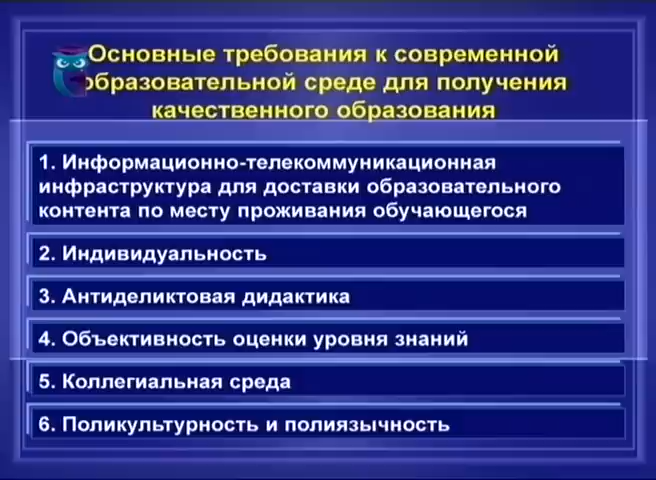 Основные требования к современной
образовательной среде для получения
качественного образования
1. Информационно-телекоммуникационная
инфраструктура для доставки образовательного
контента по месту проживания обучающегося
2. Индивидуальность
3. Антиделиктовая дидактика
4. Объективность оценки уровня знаний
5. Коллегиальная среда
6. Поликультурность и полиязычность